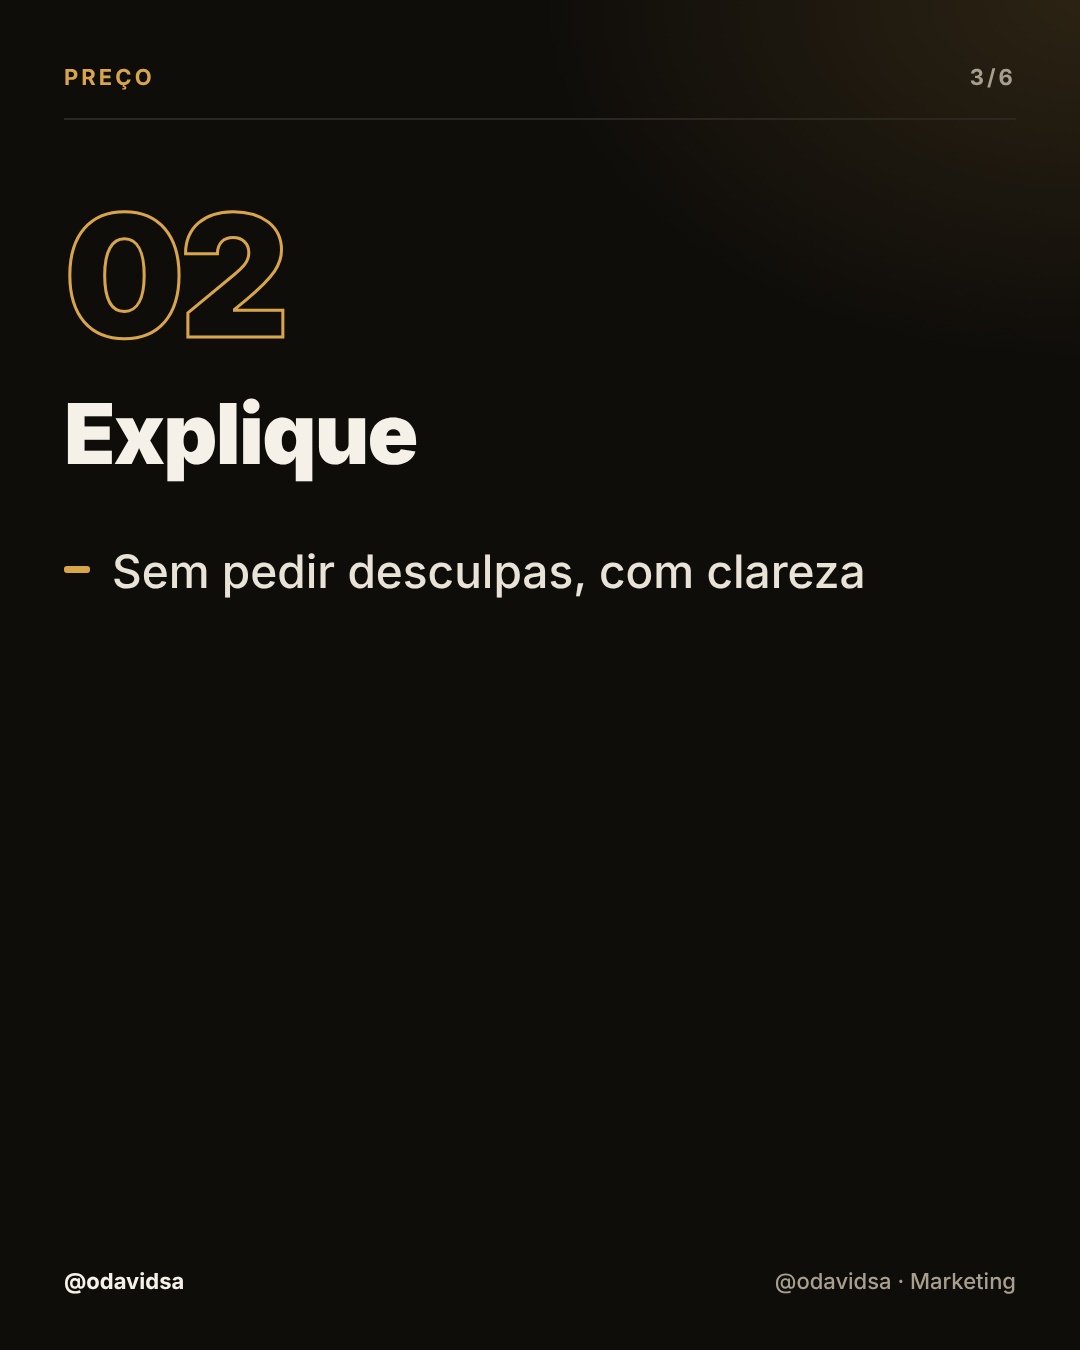 PREÇO
3/6
02
Explique
Sem pedir desculpas, com clareza
@odavidsa
@odavidsa · Marketing